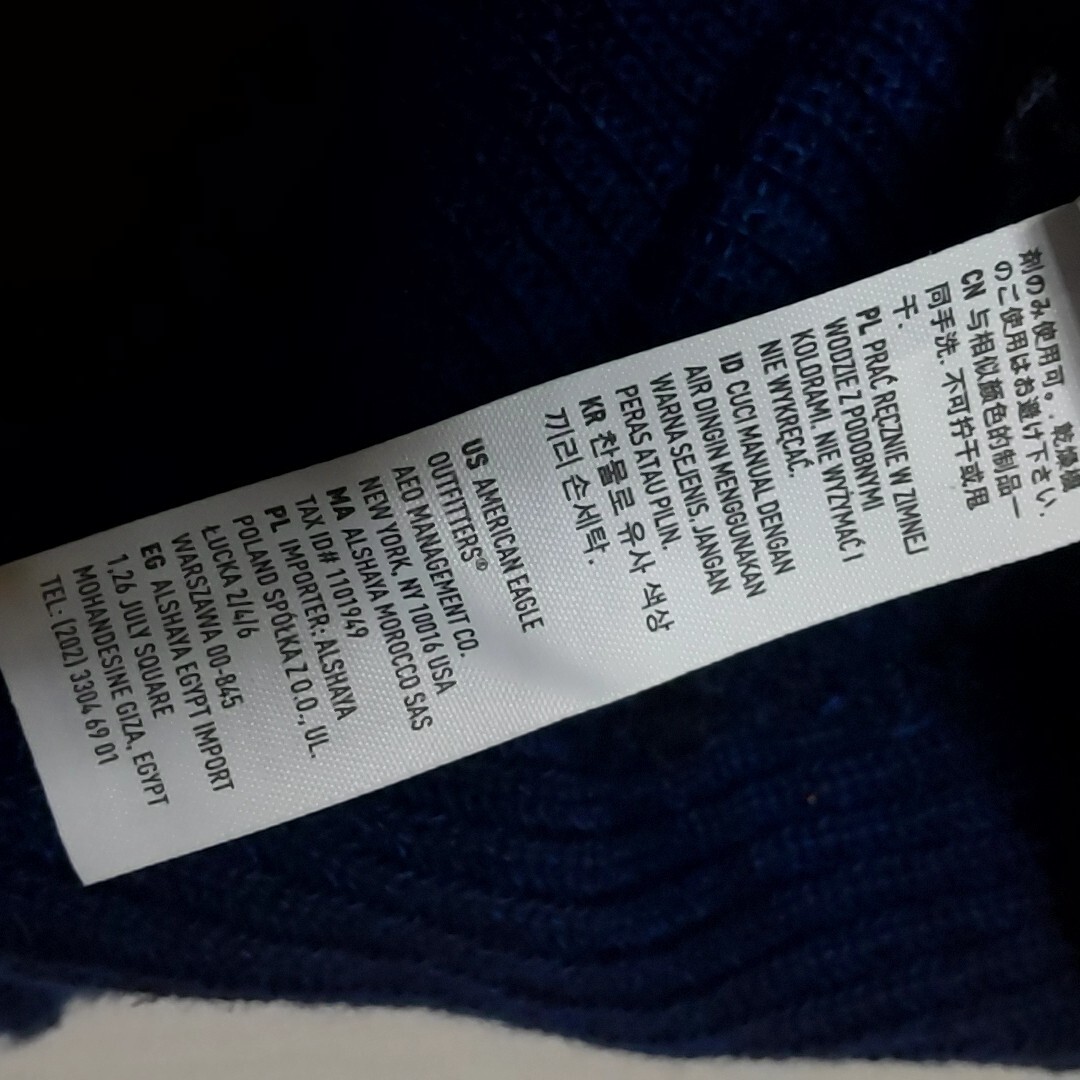 剤のみ使用可。. 乾燥機
のご使用はお避け下さい.
CN 与相似颜色的制品一
同手洗. 不可拧干或甩
干.
PL PRAĆ RĘCZNIE W ZIMNEJ
WODZIE Z PODOBNYMI
KOLORAMI. NIE WYŻYMAĆ I
NIE WYKRĘCAĆ.
ID CUCI MANUAL DENGAN
AIR DINGIN MENGGUNAKAN
WARNA SEJENIS. JANGAN
PERAS ATAU PILIN.
KR 찬물로 유사 색상
끼리 손세탁.
US AMERICAN EAGLE
OUTFITTERS®
AEO MANAGEMENT CO.
NEW YORK, NY 10016 USA
MA ALSHAYA MOROCCO SAS
TAX ID# 1101949
PL IMPORTER: ALSHAYA
POLAND SPÓŁKA Z O.O., UL.
ŁUCKA 2/4/6
WARSZAWA 00-845
EG ALSHAYA EGYPT IMPORT
1,26 JULY SQUARE
MOHANDESINE GIZA, EGYPT
TEL: (202) 3304 69 01